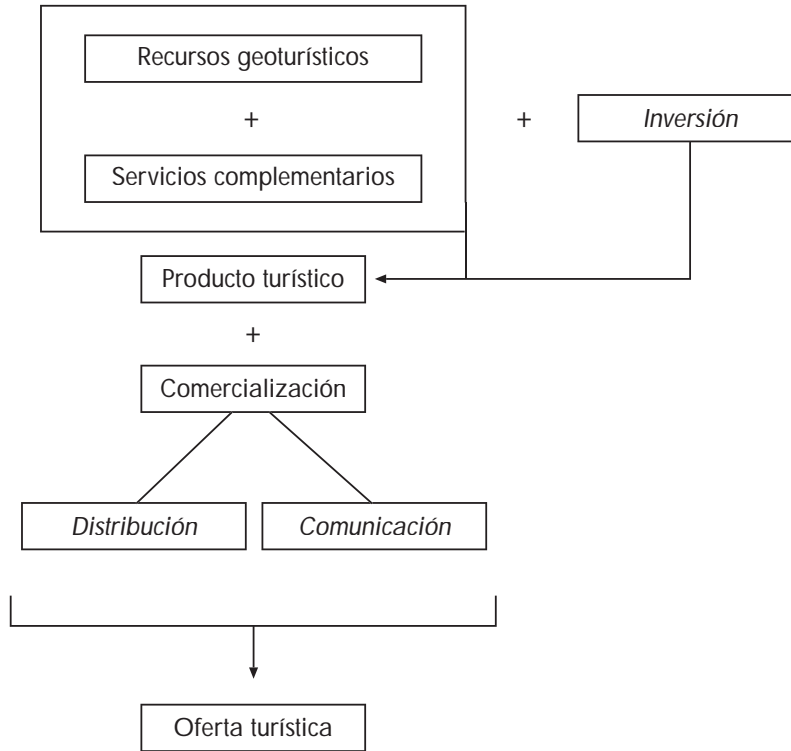 Recursos geoturísticos
+
+
Inversión
Servicios complementarios
Producto turístico
+
Comercialización
Distribución
Comunicación
Oferta turística